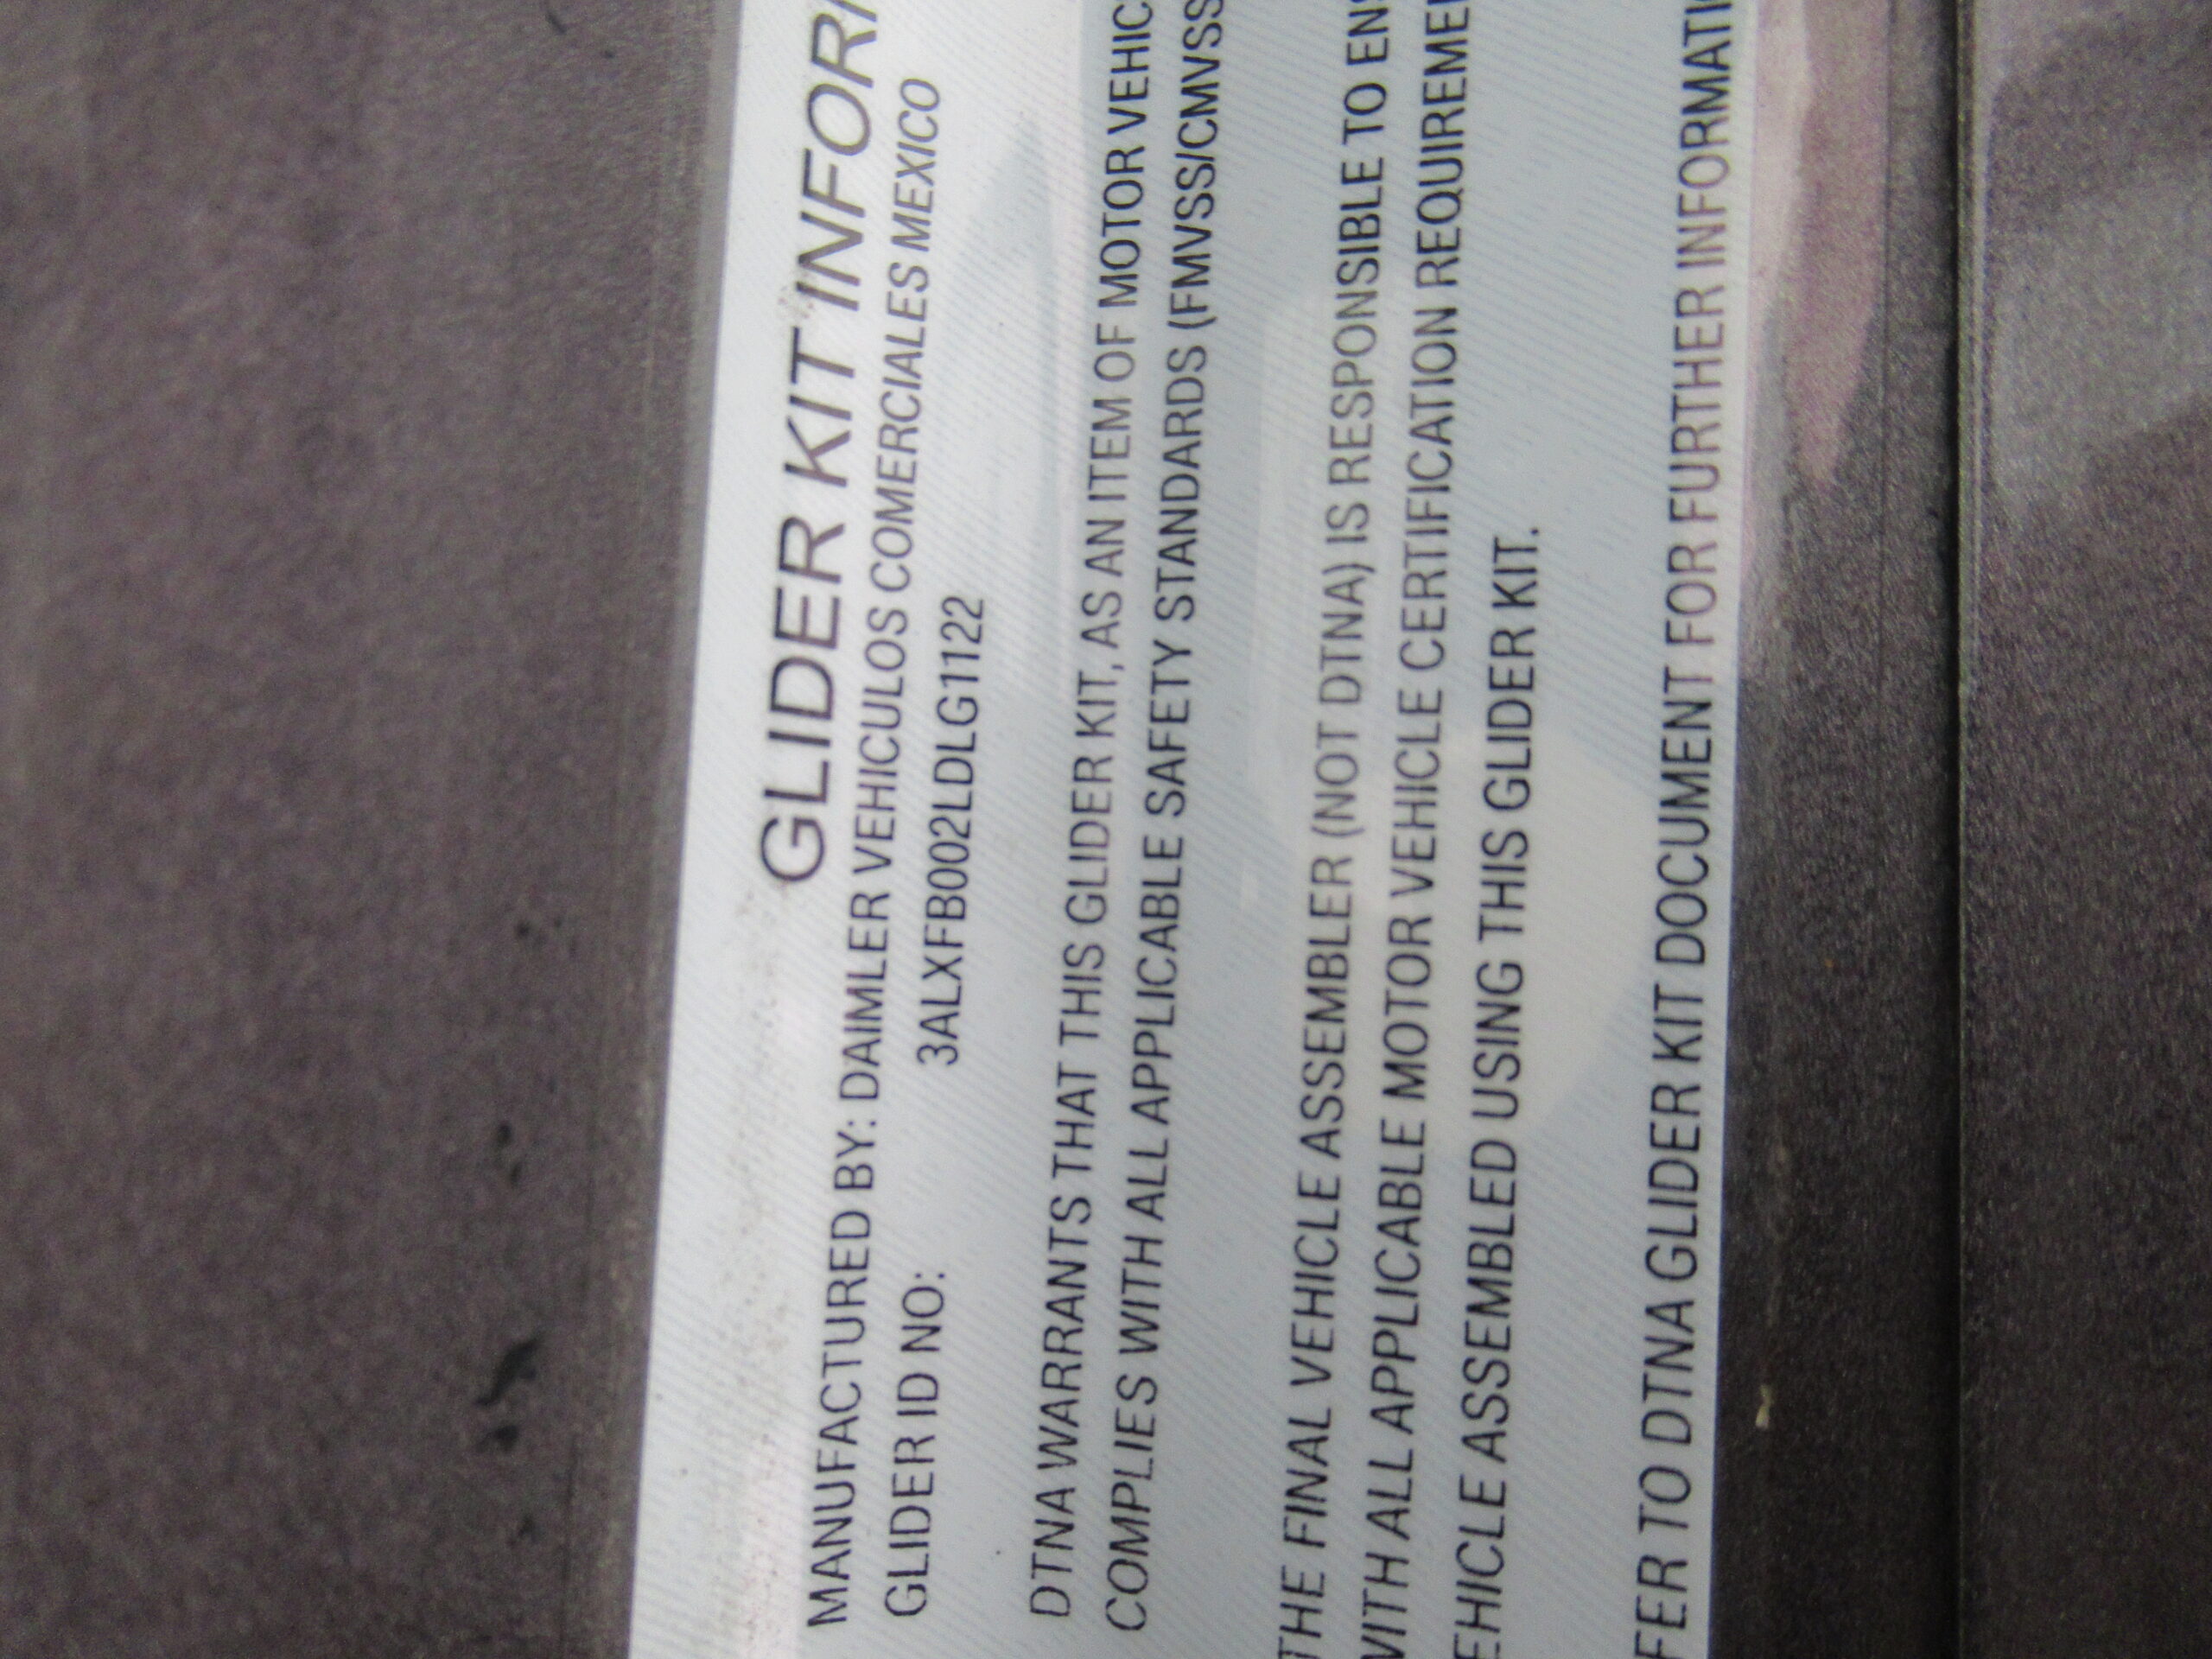 GLIDER KIT INFOR
MANUFACTURED BY: DAIMLER VEHICULOS COMERCIALES MEXICO
GLIDER ID NO: 3ALXFB002LDLG1122
DTNA WARRANTS THAT THIS GLIDER KIT, AS AN ITEM OF MOTOR VEHIC
COMPLIES WITH ALL APPLICABLE SAFETY STANDARDS (FMVSS/CMVSS
THE FINAL VEHICLE ASSEMBLER (NOT DTNA) IS RESPONSIBLE TO ENS
WITH ALL APPLICABLE MOTOR VEHICLE CERTIFICATION REQUIREME
EHICLE ASSEMBLED USING THIS GLIDER KIT.
FER TO DTNA GLIDER KIT DOCUMENT FOR FURTHER INFORMATI